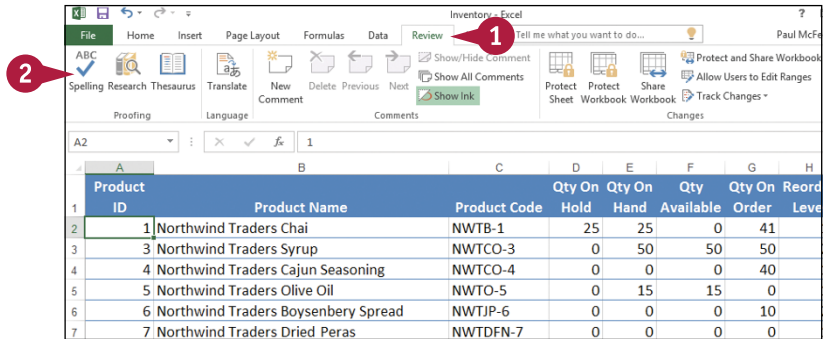 Inventory - Excel ?
File Home Insert Page Layout Formulas Data Review 1 Tell me what you want to do... Paul McFe
2
ABC
Spelling Research Thesaurus Translate New Comment Delete Previous Next Show/Hide Comment
Show All Comments
Show Ink
Protect Sheet Protect Workbook Share Workbook Protect and Share Workbook
Allow Users to Edit Ranges
Track Changes
Proofing Language Comments Changes
A2 fx 1
A B C D E F G H
1 Product ID Product Name Product Code Qty On Hold Qty On Hand Qty Available Qty On Order Reord Leve
2 1 Northwind Traders Chai NWTB-1 25 25 0 41
3 3 Northwind Traders Syrup NWTCO-3 0 50 50 50
4 4 Northwind Traders Cajun Seasoning NWTCO-4 0 0 0 40
5 5 Northwind Traders Olive Oil NWTO-5 0 15 15 0
6 6 Northwind Traders Boysenbery Spread NWTJP-6 0 0 0 10
7 7 Northwind Traders Dried Peras NWTDFN-7 0 0 0 0